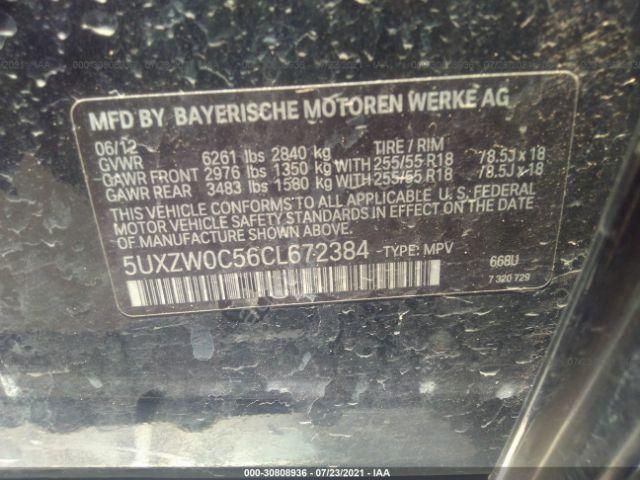 MFD BY BAYERISCHE MOTOREN WERKE AG
06/12 TIRE / RIM
GVWR 6261 lbs 2840 kg
GAWR FRONT 2976 lbs 1350 kg WITH 255/55 R18 / 8.5J x 18
GAWR REAR 3483 lbs 1580 kg WITH 255/55 R18 / 8.5J x 18
THIS VEHICLE CONFORMS TO ALL APPLICABLE U. S. FEDERAL
MOTOR VEHICLE SAFETY STANDARDS IN EFFECT ON THE DATE
OF MANUFACTURE SHOWN ABOVE.
5UXZW0C56CL672384 TYPE: MPV 668U
7 320 729
000-30808936 - 07/23/2021 - IAA